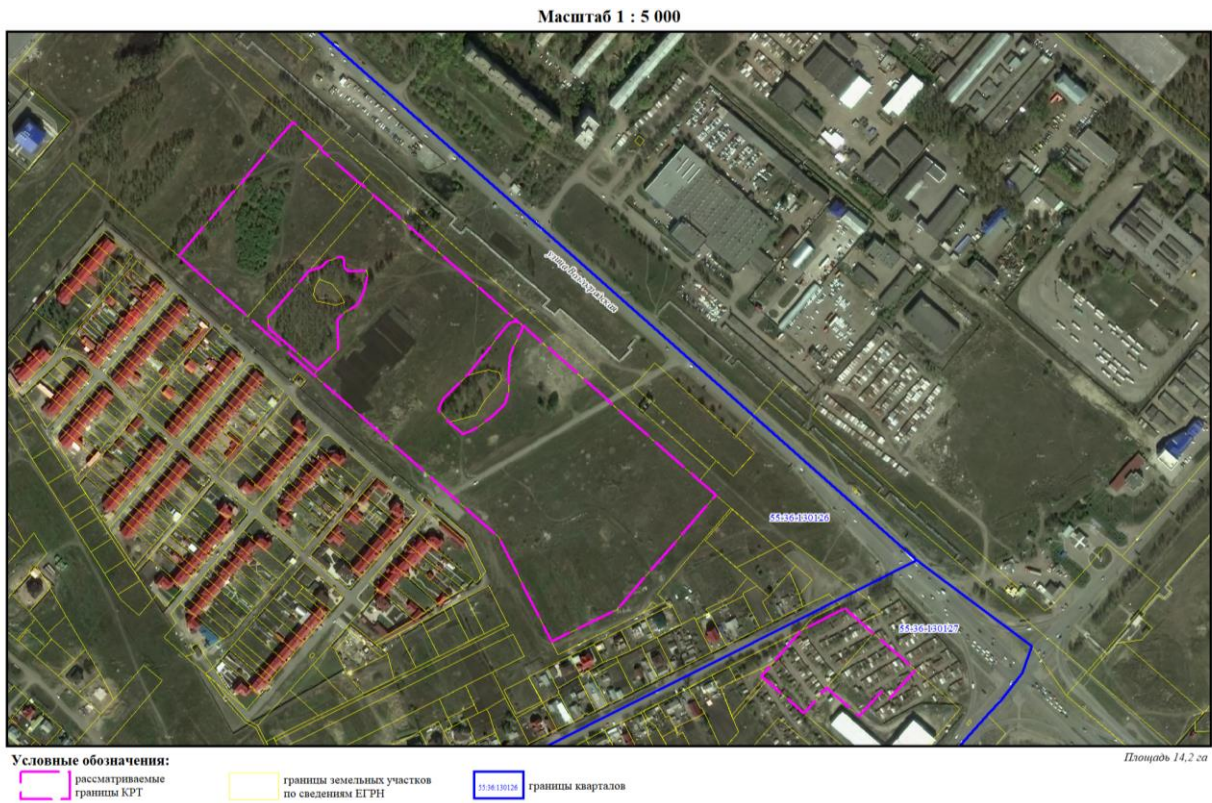 Масштаб 1 : 5 000
улица
55:36:130126
55:36:130127
Условные обозначения:
Площадь 14,2 га
рассматриваемые
границы КРТ
границы земельных участков
по сведениям ЕГРН
55:36:130126
границы кварталов